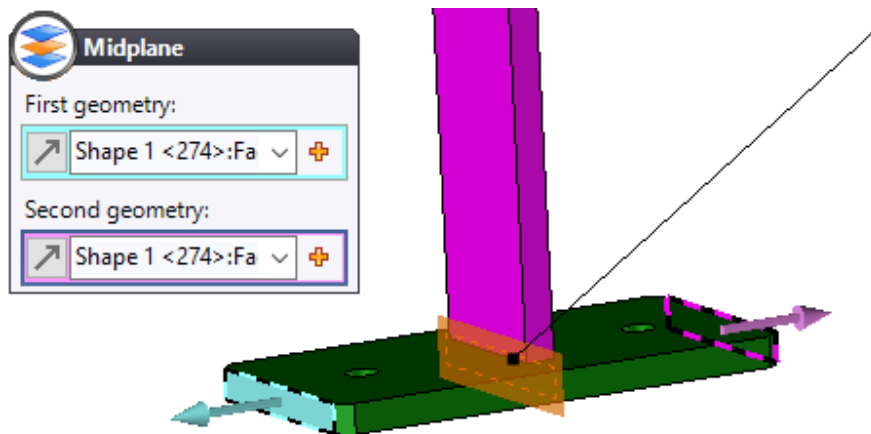 Midplane
First geometry:
Shape 1 <274>:Fa
Second geometry:
Shape 1 <274>:Fa